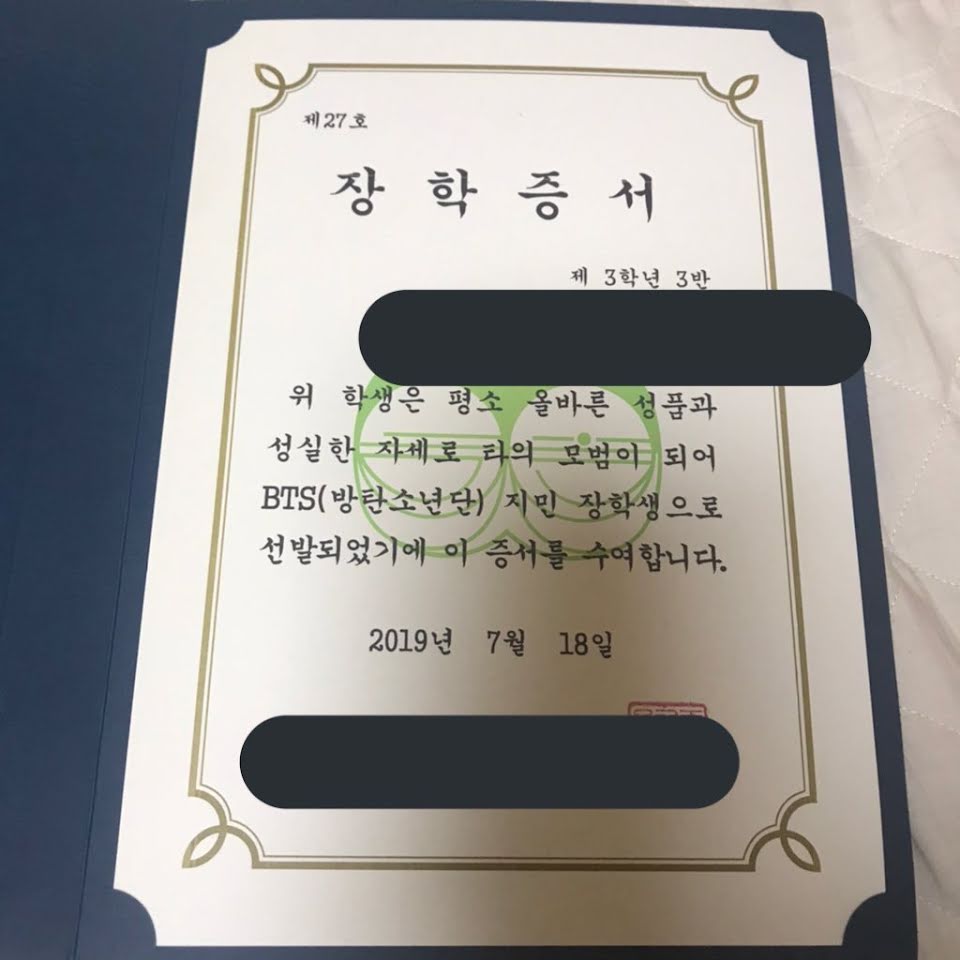 제27호
장 학 증 서
제 3학년 3반
위 학생은 평소 올바른 성품과
성실한 자세로 타의 모범이 되어
BTS(방탄소년단) 지민 장학생으로
선발되었기에 이 증서를 수여합니다.
2019년 7월 18일